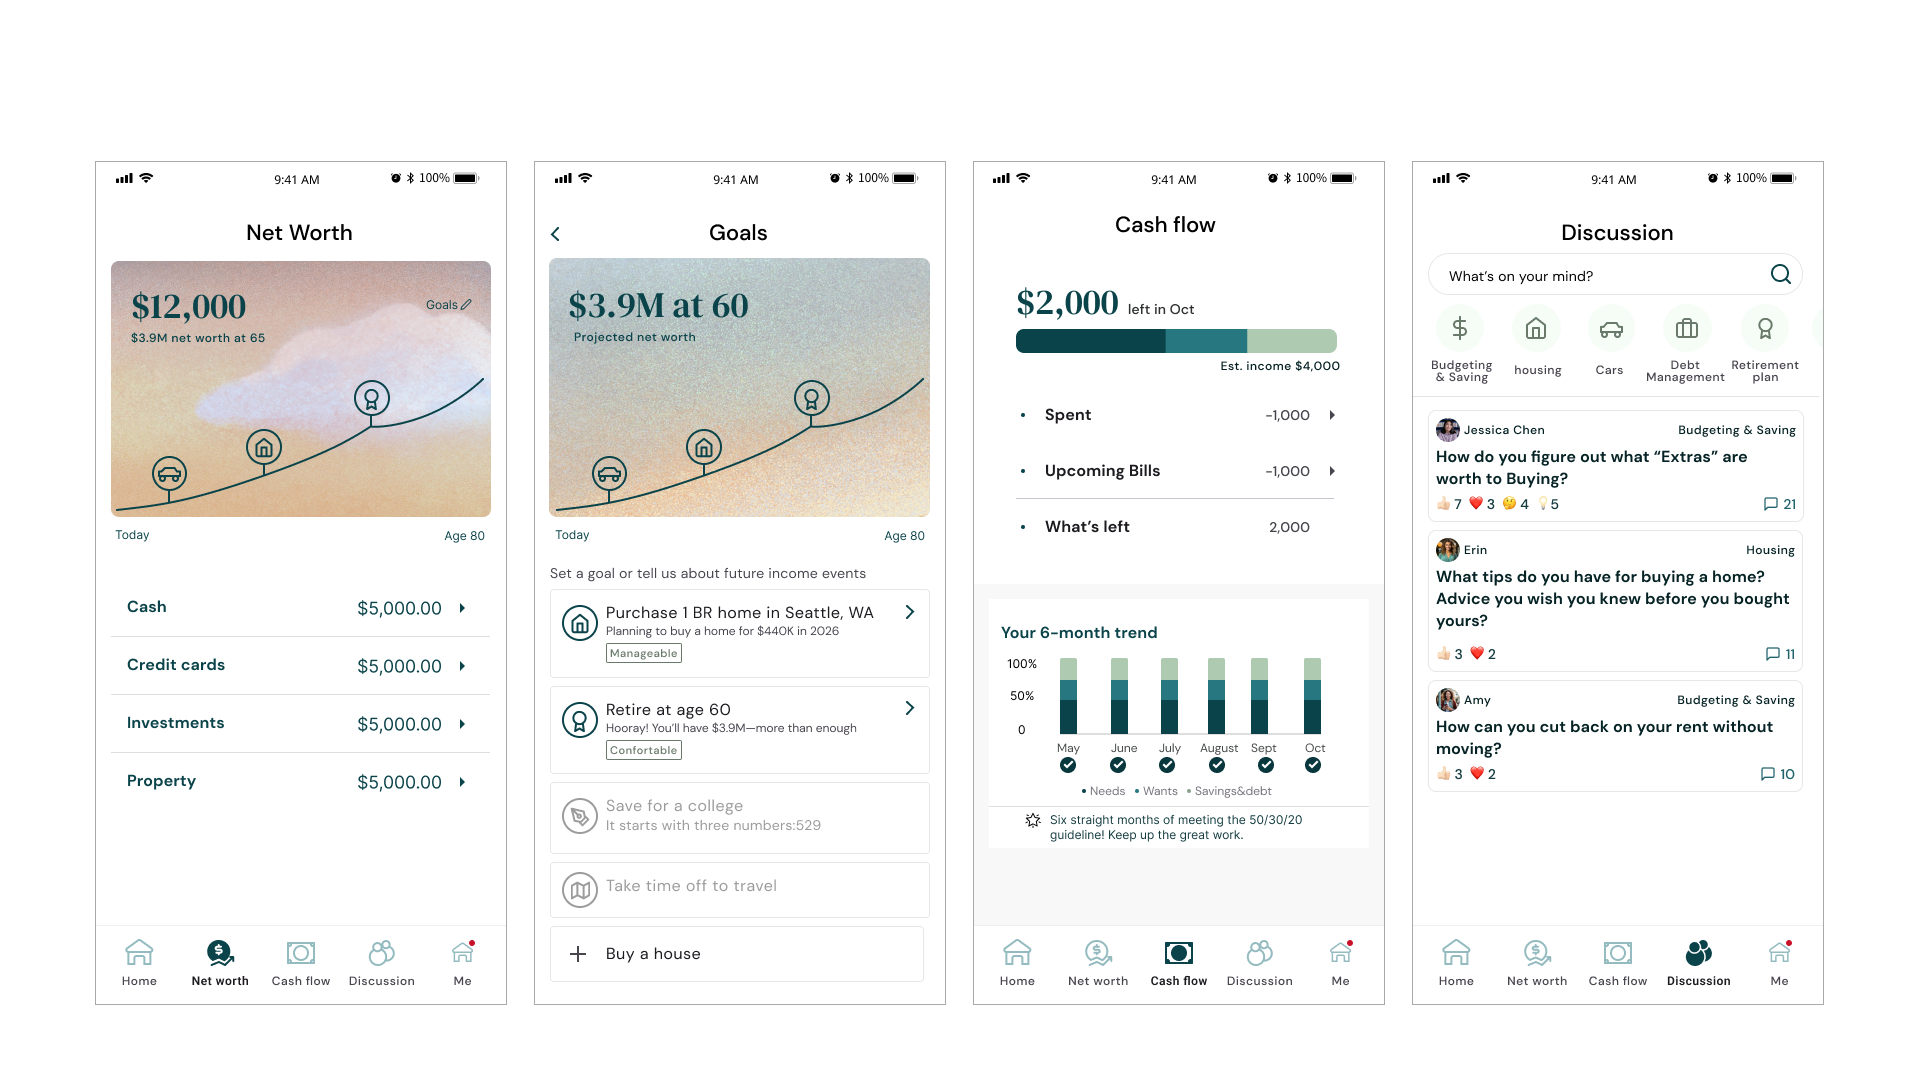 9:41 AM
100%
Net Worth
$12,000
Goals
$3.9M net worth at 65
Today
Age 80
Cash
$5,000.00
Credit cards
$5,000.00
Investments
$5,000.00
Property
$5,000.00
Home
Net worth
Cash flow
Discussion
Me
9:41 AM
100%
Goals
$3.9M at 60
Projected net worth
Today
Age 80
Set a goal or tell us about future income events
Purchase 1 BR home in Seattle, WA
Planning to buy a home for $440K in 2026
Manageable
Retire at age 60
Hooray! You’ll have $3.9M—more than enough
Confortable
Save for a college
It starts with three numbers:529
Take time off to travel
Buy a house
9:41 AM
100%
Cash flow
$2,000 left in Oct
Est. income $4,000
• Spent
-1,000
• Upcoming Bills
-1,000
• What’s left
2,000
Your 6-month trend
100%
50%
0
May June July August Sept Oct
• Needs • Wants • Savings&debt
Six straight months of meeting the 50/30/20
guideline! Keep up the great work.
Home
Net worth
Cash flow
Discussion
Me
9:41 AM
100%
Discussion
What’s on your mind?
$
Budgeting
& Saving
housing
Cars
Debt
Management
Retirement
plan
Jessica Chen
Budgeting & Saving
How do you figure out what “Extras” are
worth to Buying?
👍🏻 7 ❤️ 3 🤔 4 💡 5
21
Erin
Housing
What tips do you have for buying a home?
Advice you wish you knew before you bought
yours?
👍🏻 3 ❤️ 2
11
Amy
Budgeting & Saving
How can you cut back on your rent without
moving?
👍🏻 3 ❤️ 2
10
Home
Net worth
Cash flow
Discussion
Me